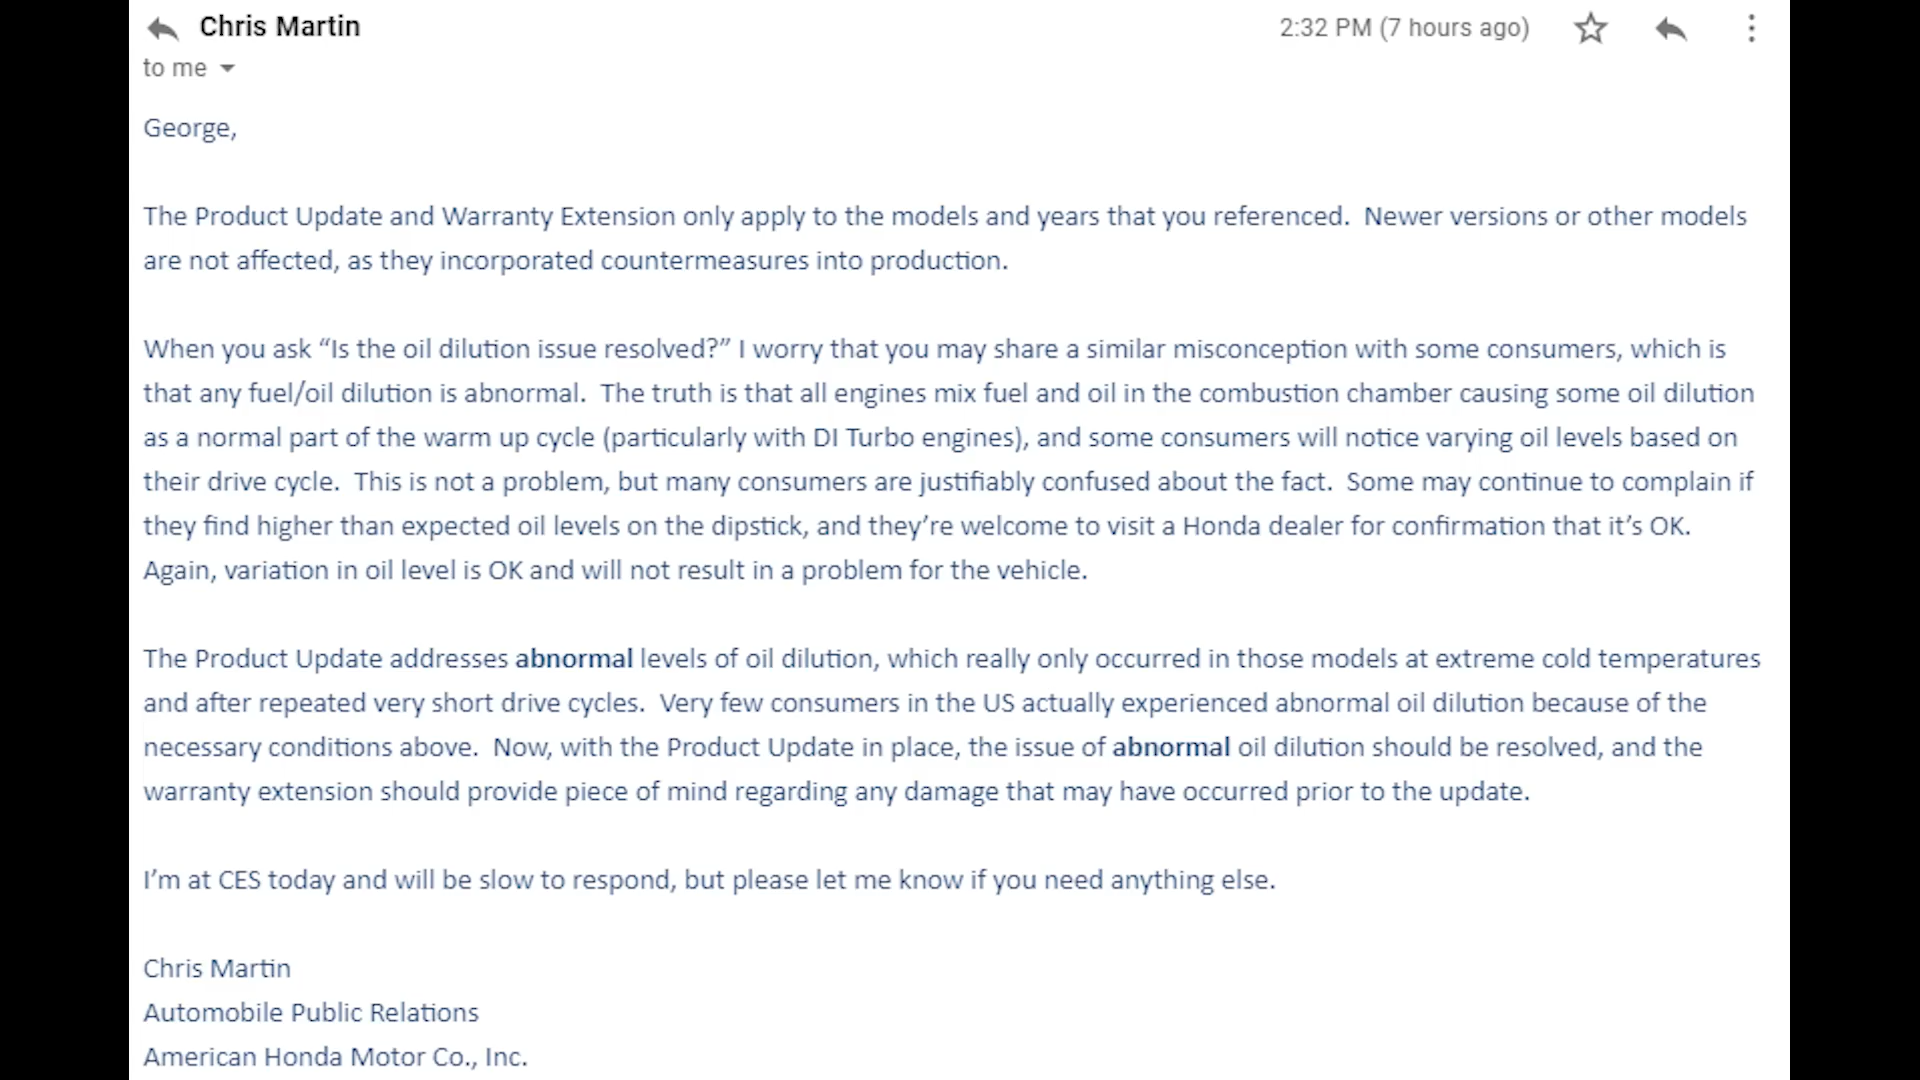 Chris Martin
2:32 PM (7 hours ago)
to me
George,
The Product Update and Warranty Extension only apply to the models and years that you referenced.  Newer versions or other models
are not affected, as they incorporated countermeasures into production.
When you ask “Is the oil dilution issue resolved?” I worry that you may share a similar misconception with some consumers, which is
that any fuel/oil dilution is abnormal.  The truth is that all engines mix fuel and oil in the combustion chamber causing some oil dilution
as a normal part of the warm up cycle (particularly with DI Turbo engines), and some consumers will notice varying oil levels based on
their drive cycle.  This is not a problem, but many consumers are justifiably confused about the fact.  Some may continue to complain if
they find higher than expected oil levels on the dipstick, and they’re welcome to visit a Honda dealer for confirmation that it’s OK.
Again, variation in oil level is OK and will not result in a problem for the vehicle.
The Product Update addresses abnormal levels of oil dilution, which really only occurred in those models at extreme cold temperatures
and after repeated very short drive cycles.  Very few consumers in the US actually experienced abnormal oil dilution because of the
necessary conditions above.  Now, with the Product Update in place, the issue of abnormal oil dilution should be resolved, and the
warranty extension should provide piece of mind regarding any damage that may have occurred prior to the update.
I’m at CES today and will be slow to respond, but please let me know if you need anything else.
Chris Martin
Automobile Public Relations
American Honda Motor Co., Inc.